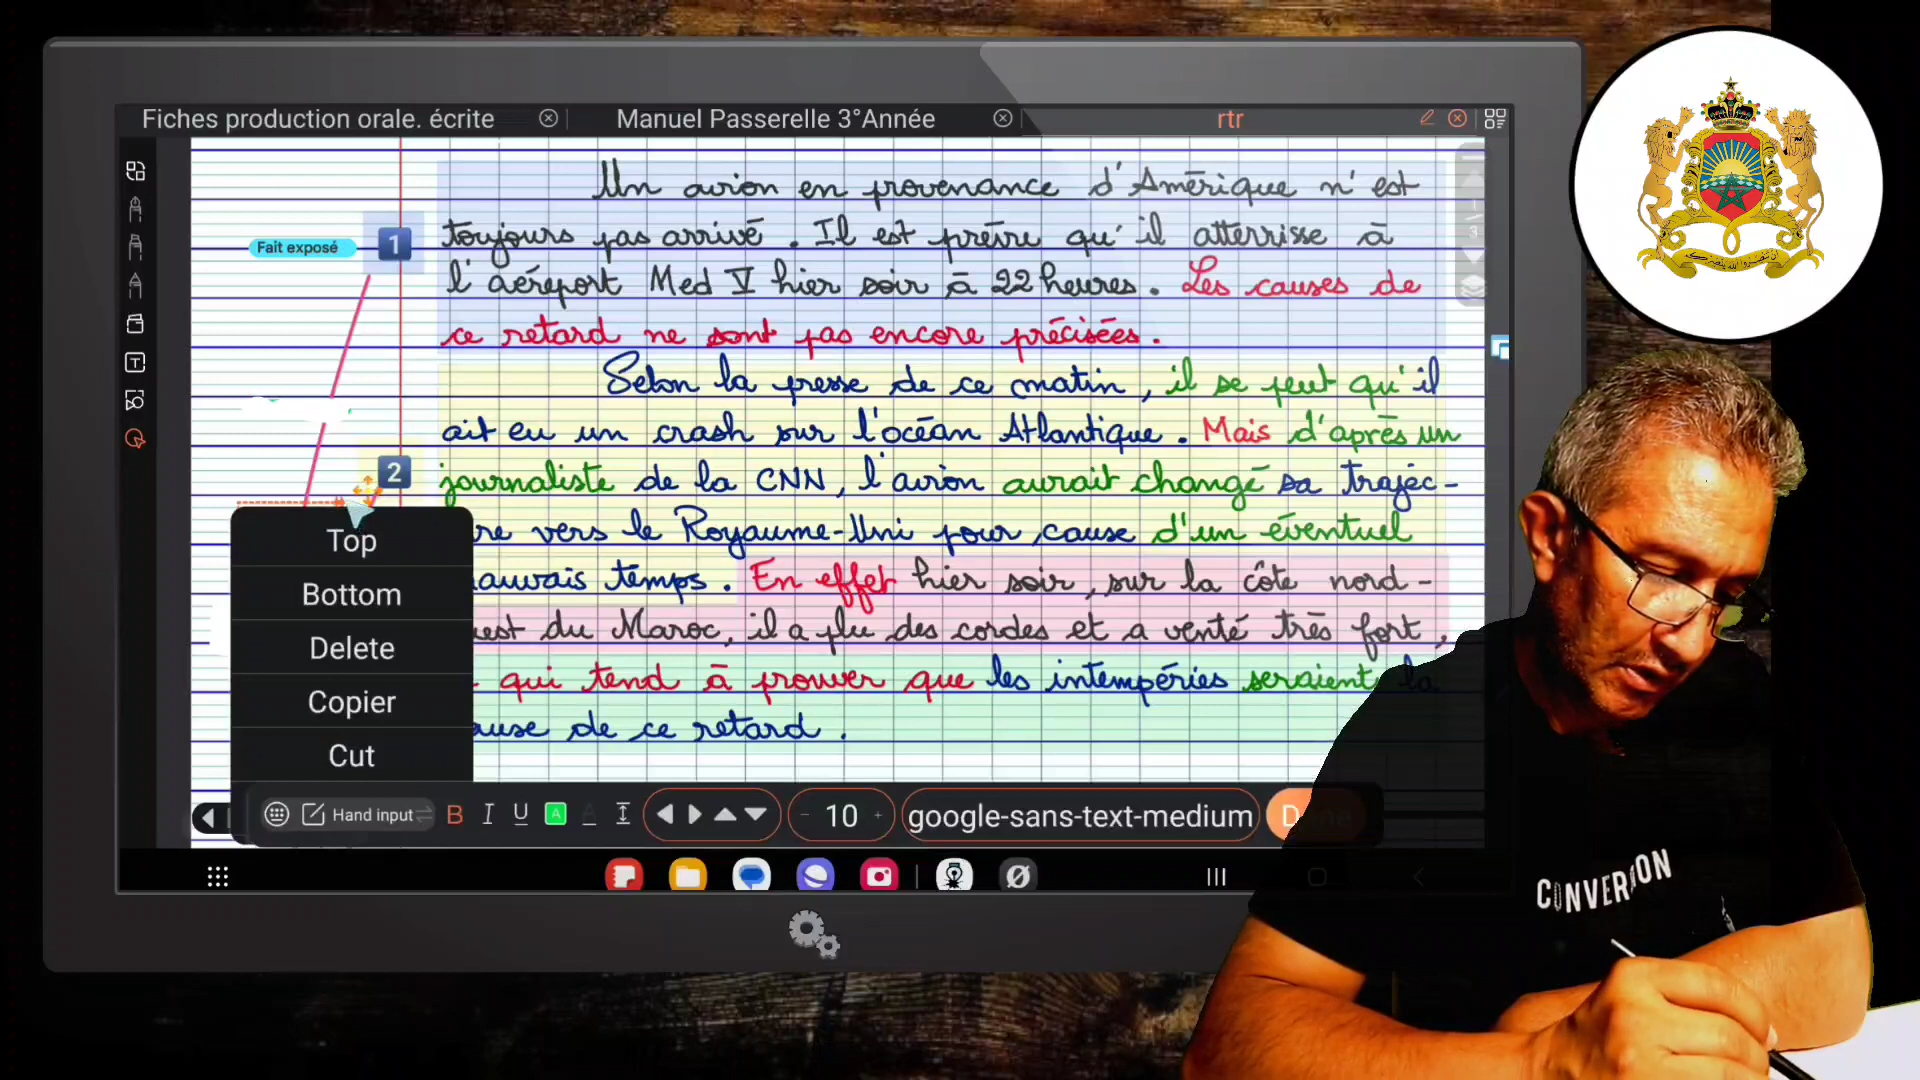 Fiches production orale. écrite
Manuel Passerelle 3°Année
rtr
Un avion en provenance d'Amérique n'est
Fait exposé
1
toujours pas arrivé. Il est prévu qu'il atterrisse à
l'aéroport Med V hier soir à 22 heures. Les causes de
ce retard ne sont pas encore précisées.
Selon la presse de ce matin, il se peut qu'il
ait eu un crash sur l'océan Atlantique. Mais d'après un
2
journaliste de la CNN, l'avion aurait changé sa trajec-
re vers le Royaume-Uni pour cause d'un éventuel
auvais temps. En effet hier soir, sur la côte nord-
uest du Maroc, il a plu des cordes et a venté très fort,
qui tend à prouver que les intempéries seraient la
ause de ce retard.
Top
Bottom
Delete
Copier
Cut
Hand input
B I U A
10
google-sans-text-medium
D
CONVERSION